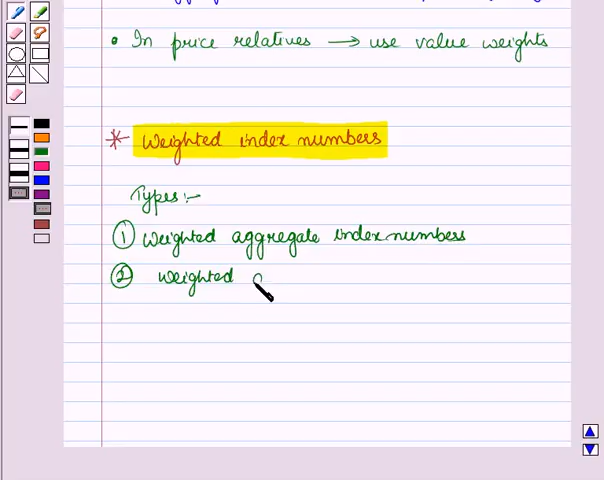 • In price relatives → use value weights
* Weighted index numbers
Types :-
① Weighted aggregate index numbers
② Weighted